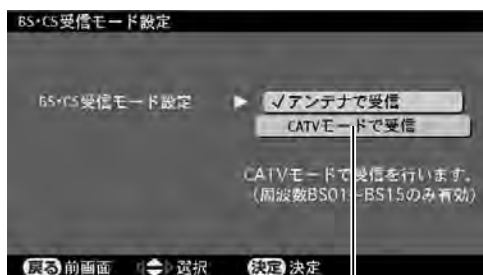 BS・CS受信モード設定
BS・CS受信モード設定 ▶ ✓アンテナで受信
CATVモードで受信
CATVモードで受信を行います。
(周波数BS01~BS15のみ有効)
戻る 前画面 選択 決定 決定